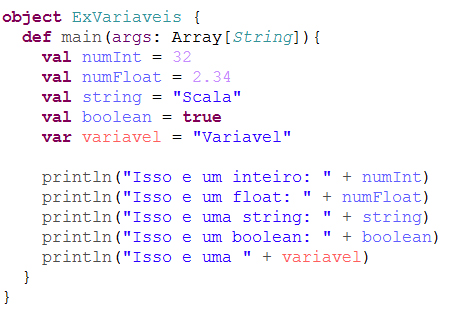 object ExVariaveis {
  def main(args: Array[String]){
    val numInt = 32
    val numFloat = 2.34
    val string = "Scala"
    val boolean = true
    var variavel = "Variavel"

    println("Isso e um inteiro: " + numInt)
    println("Isso e um float: " + numFloat)
    println("Isso e uma string: " + string)
    println("Isso e um boolean: " + boolean)
    println("Isso e uma " + variavel)
  }
}